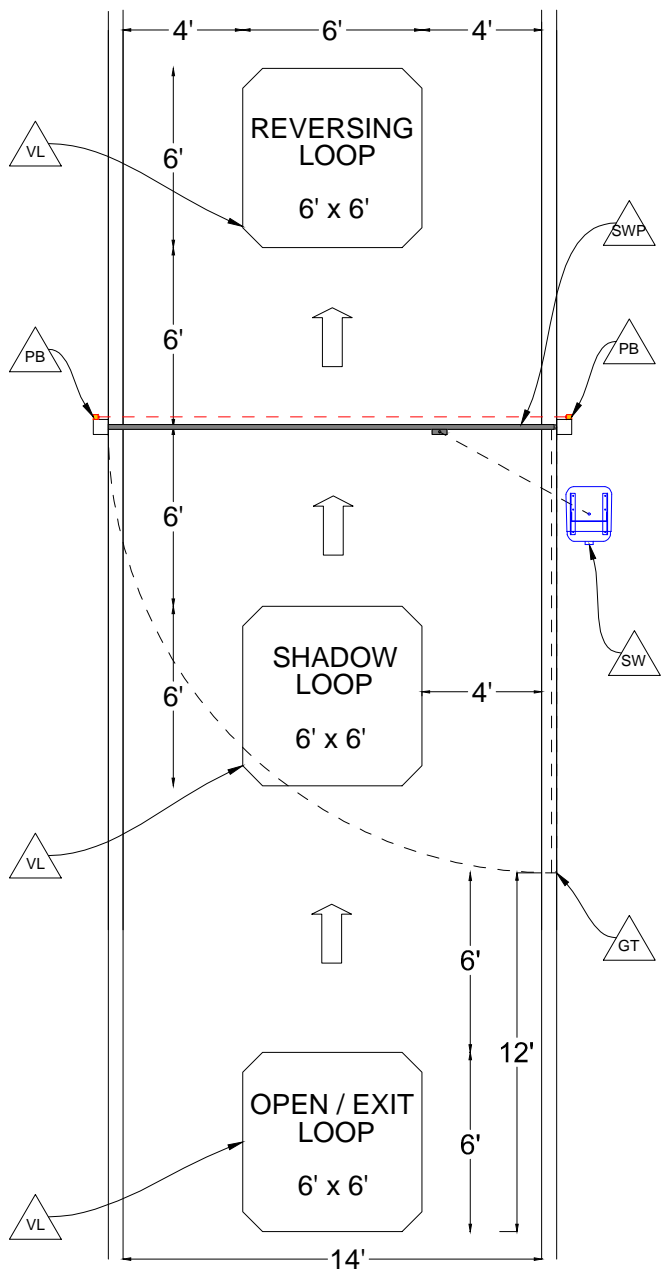 4'
6'
4'
REVERSING
LOOP
6' x 6'
VL
6'
SWP
6'
PB
PB
6'
SHADOW
LOOP
6' x 6'
6'
4'
SW
VL
GT
6'
12'
OPEN / EXIT
LOOP
6' x 6'
6'
VL
14'